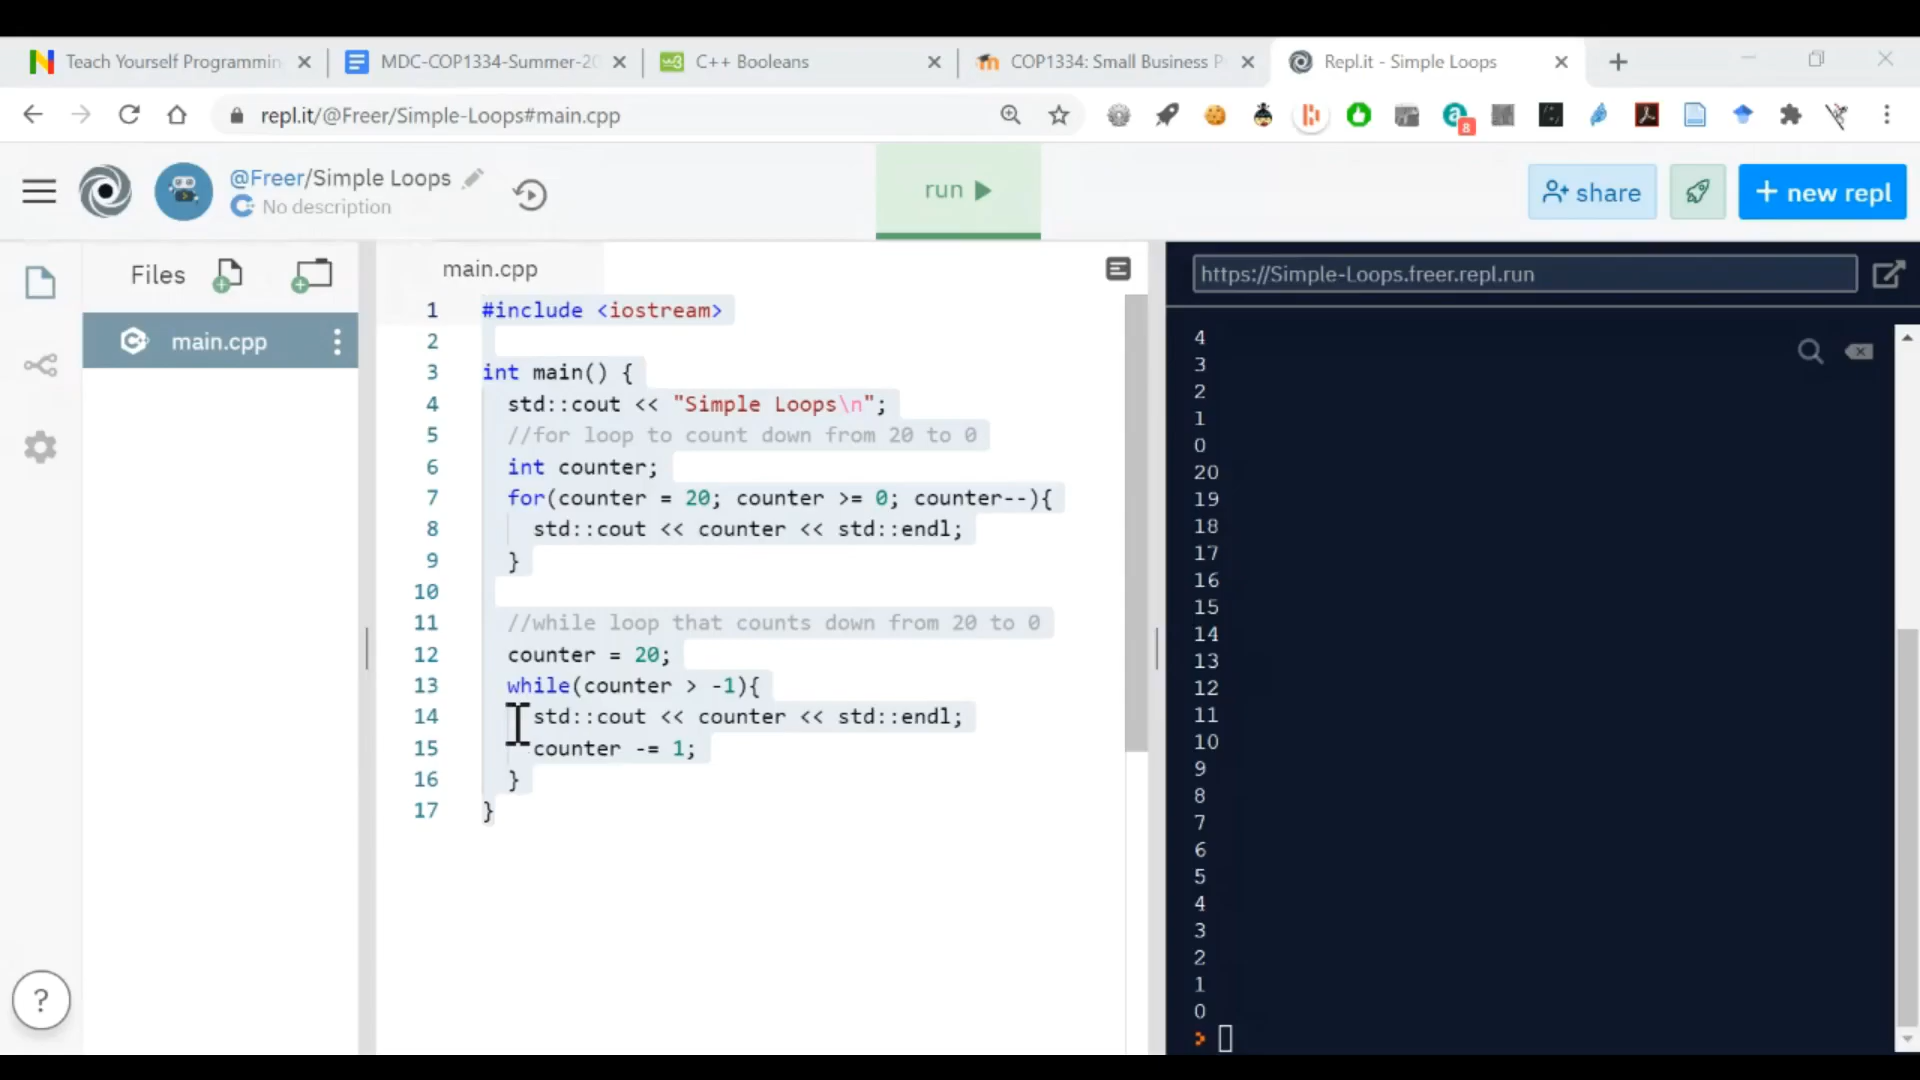 Teach Yourself Programmin
MDC-COP1334-Summer-20
C++ Booleans
COP1334: Small Business P
Repl.it - Simple Loops
repl.it/@Freer/Simple-Loops#main.cpp
8
@Freer/Simple Loops
No description
run
share
+ new repl
Files
main.cpp
main.cpp
1 #include <iostream>
2
3 int main() {
4 std::cout << "Simple Loops\n";
5 //for loop to count down from 20 to 0
6 int counter;
7 for(counter = 20; counter >= 0; counter--){
8 std::cout << counter << std::endl;
9 }
10
11 //while loop that counts down from 20 to 0
12 counter = 20;
13 while(counter > -1){
14 std::cout << counter << std::endl;
15 counter -= 1;
16 }
17 }
?
https://Simple-Loops.freer.repl.run
4
3
2
1
0
20
19
18
17
16
15
14
13
12
11
10
9
8
7
6
5
4
3
2
1
0
>